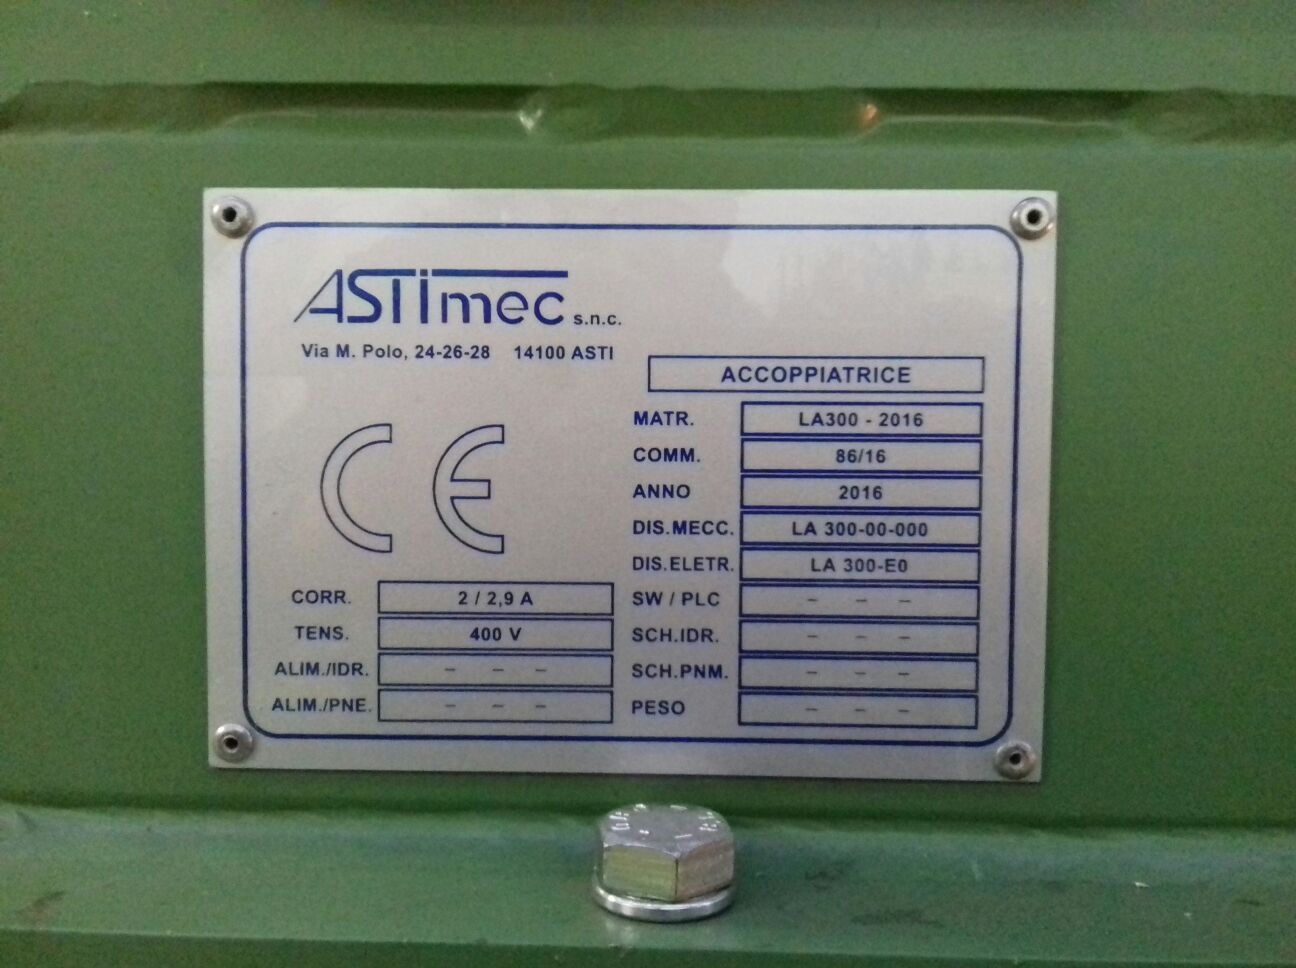 ASTimec s.n.c.
Via M. Polo, 24-26-28 14100 ASTI
ACCOPPIATRICE
MATR. LA300 - 2016
COMM. 86/16
ANNO 2016
DIS.MECC. LA 300-00-000
DIS.ELETR. LA 300-E0
SW / PLC - - -
SCH.IDR. - - -
SCH.PNM. - - -
PESO - - -
CE
CORR. 2 / 2,9 A
TENS. 400 V
ALIM./IDR. - - -
ALIM./PNE. - - -